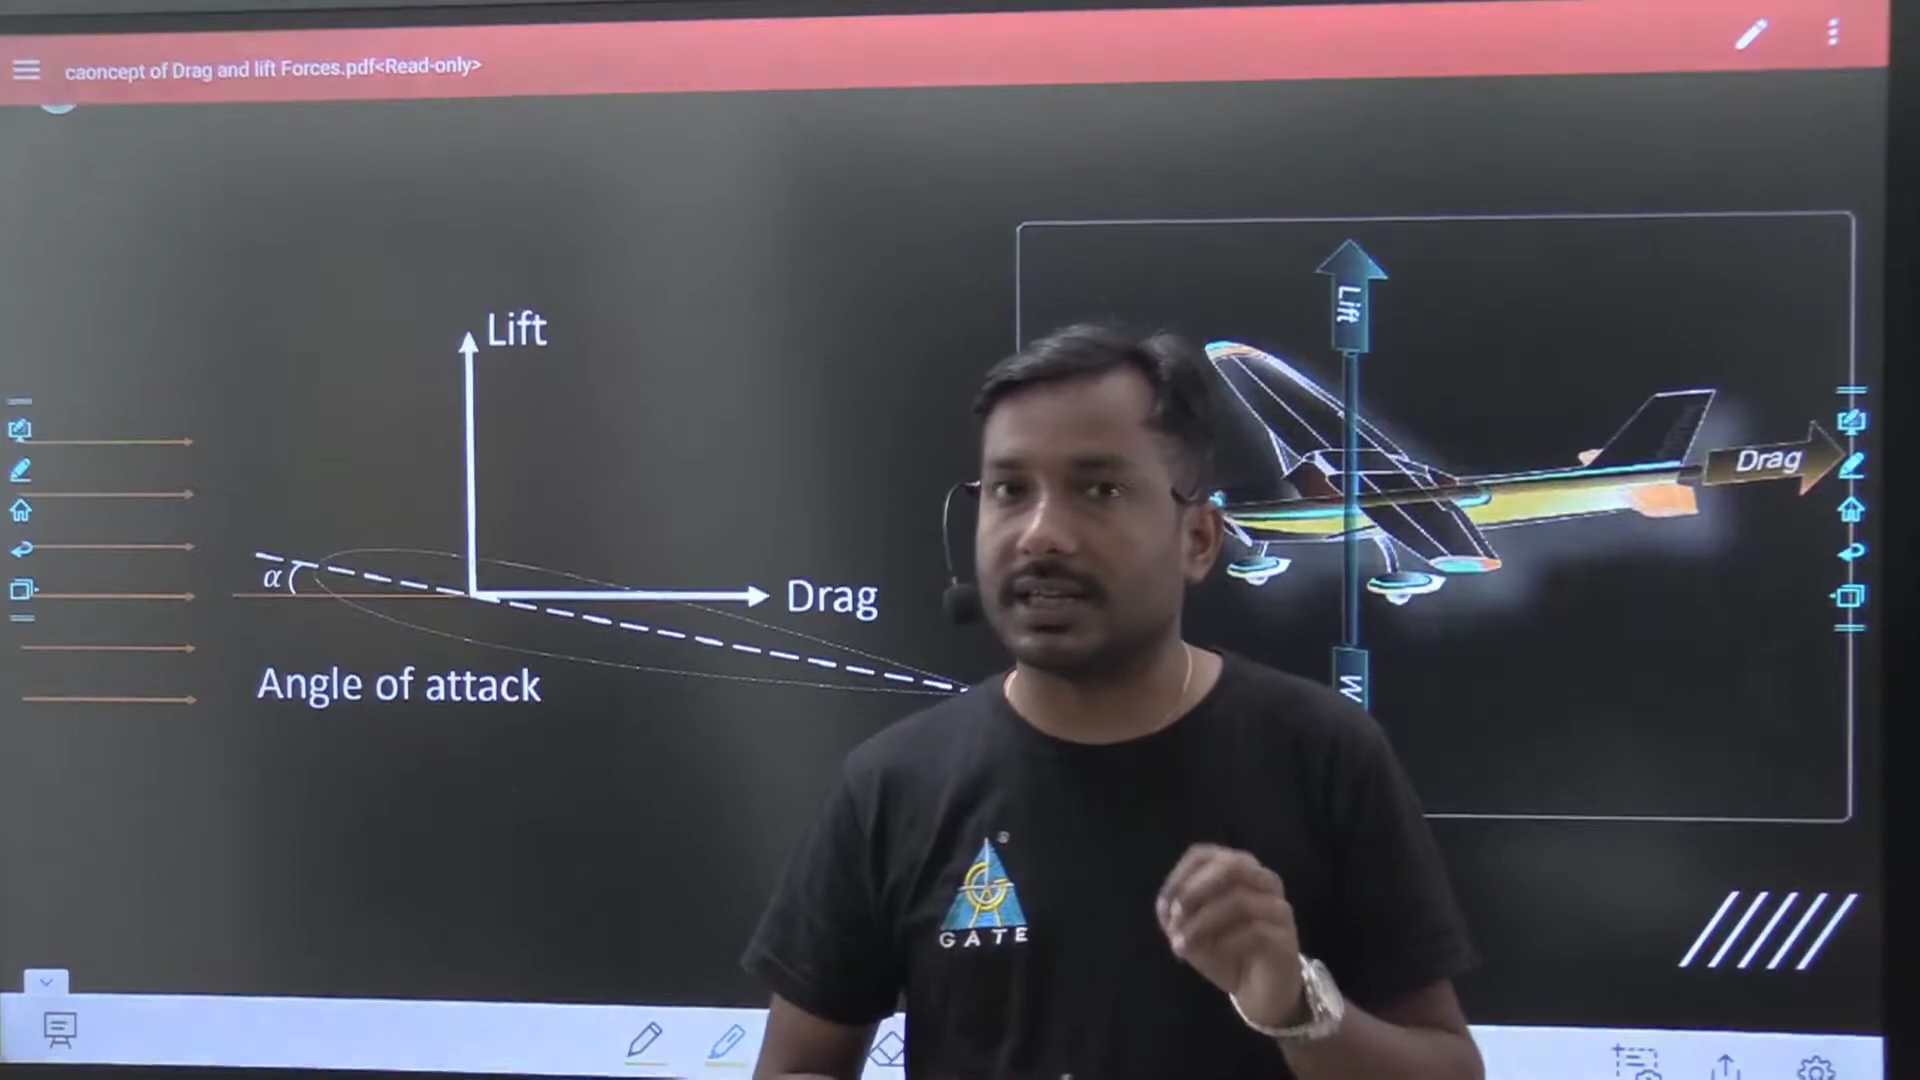 caoncept of Drag and lift Forces.pdf<Read-only>
Lift
Lift
Drag
α
Drag
Angle of attack
W
GATE